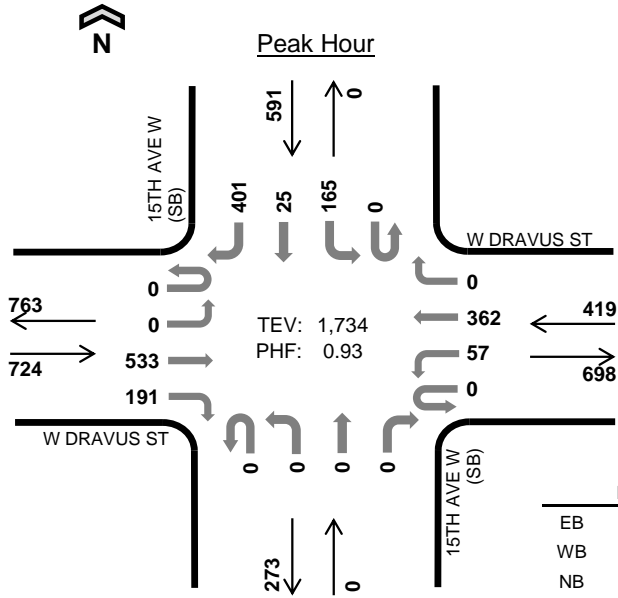 N
Peak Hour
591
0
15TH AVE W
(SB)
401
25
165
0
W DRAVUS ST
0
0
763
0
362
419
TEV: 1,734
PHF: 0.93
724
533
57
698
191
0
W DRAVUS ST
0
0
0
0
15TH AVE W
(SB)
273
0
EB
WB
NB